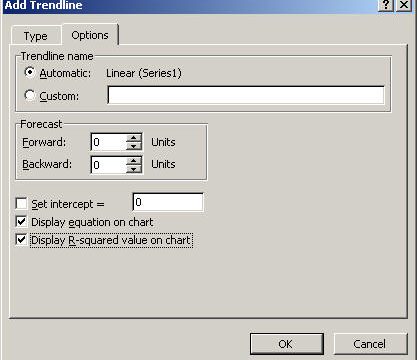 Add Trendline
Type Options
Trendline name
Automatic: Linear (Series1)
Custom:
Forecast
Forward: 0 Units
Backward: 0 Units
Set intercept = 0
Display equation on chart
Display R-squared value on chart
OK Cancel